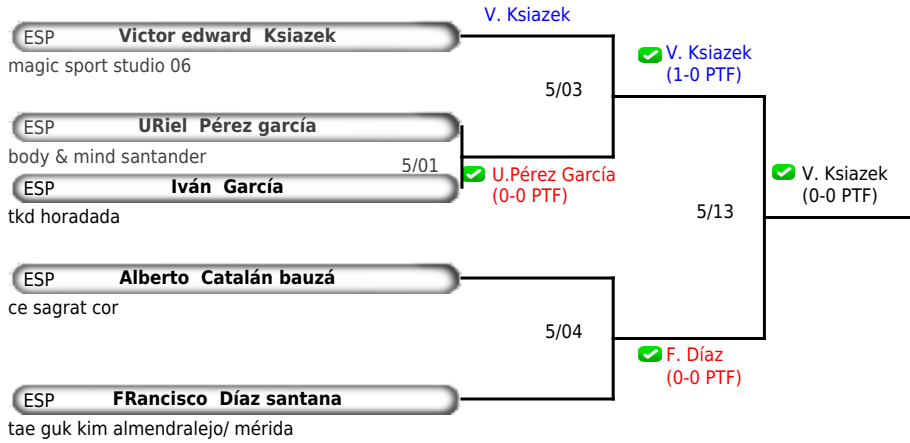 V. Ksiazek
ESP Victor edward Ksiazek
magic sport studio 06
V. Ksiazek
(1-0 PTF)
5/03
ESP URiel Pérez garcía
body & mind santander
5/01
U.Pérez García
(0-0 PTF)
ESP Iván García
tkd horadada
V. Ksiazek
(0-0 PTF)
5/13
ESP Alberto Catalán bauzá
ce sagrat cor
5/04
F. Díaz
(0-0 PTF)
ESP FRancisco Díaz santana
tae guk kim almendralejo/ mérida